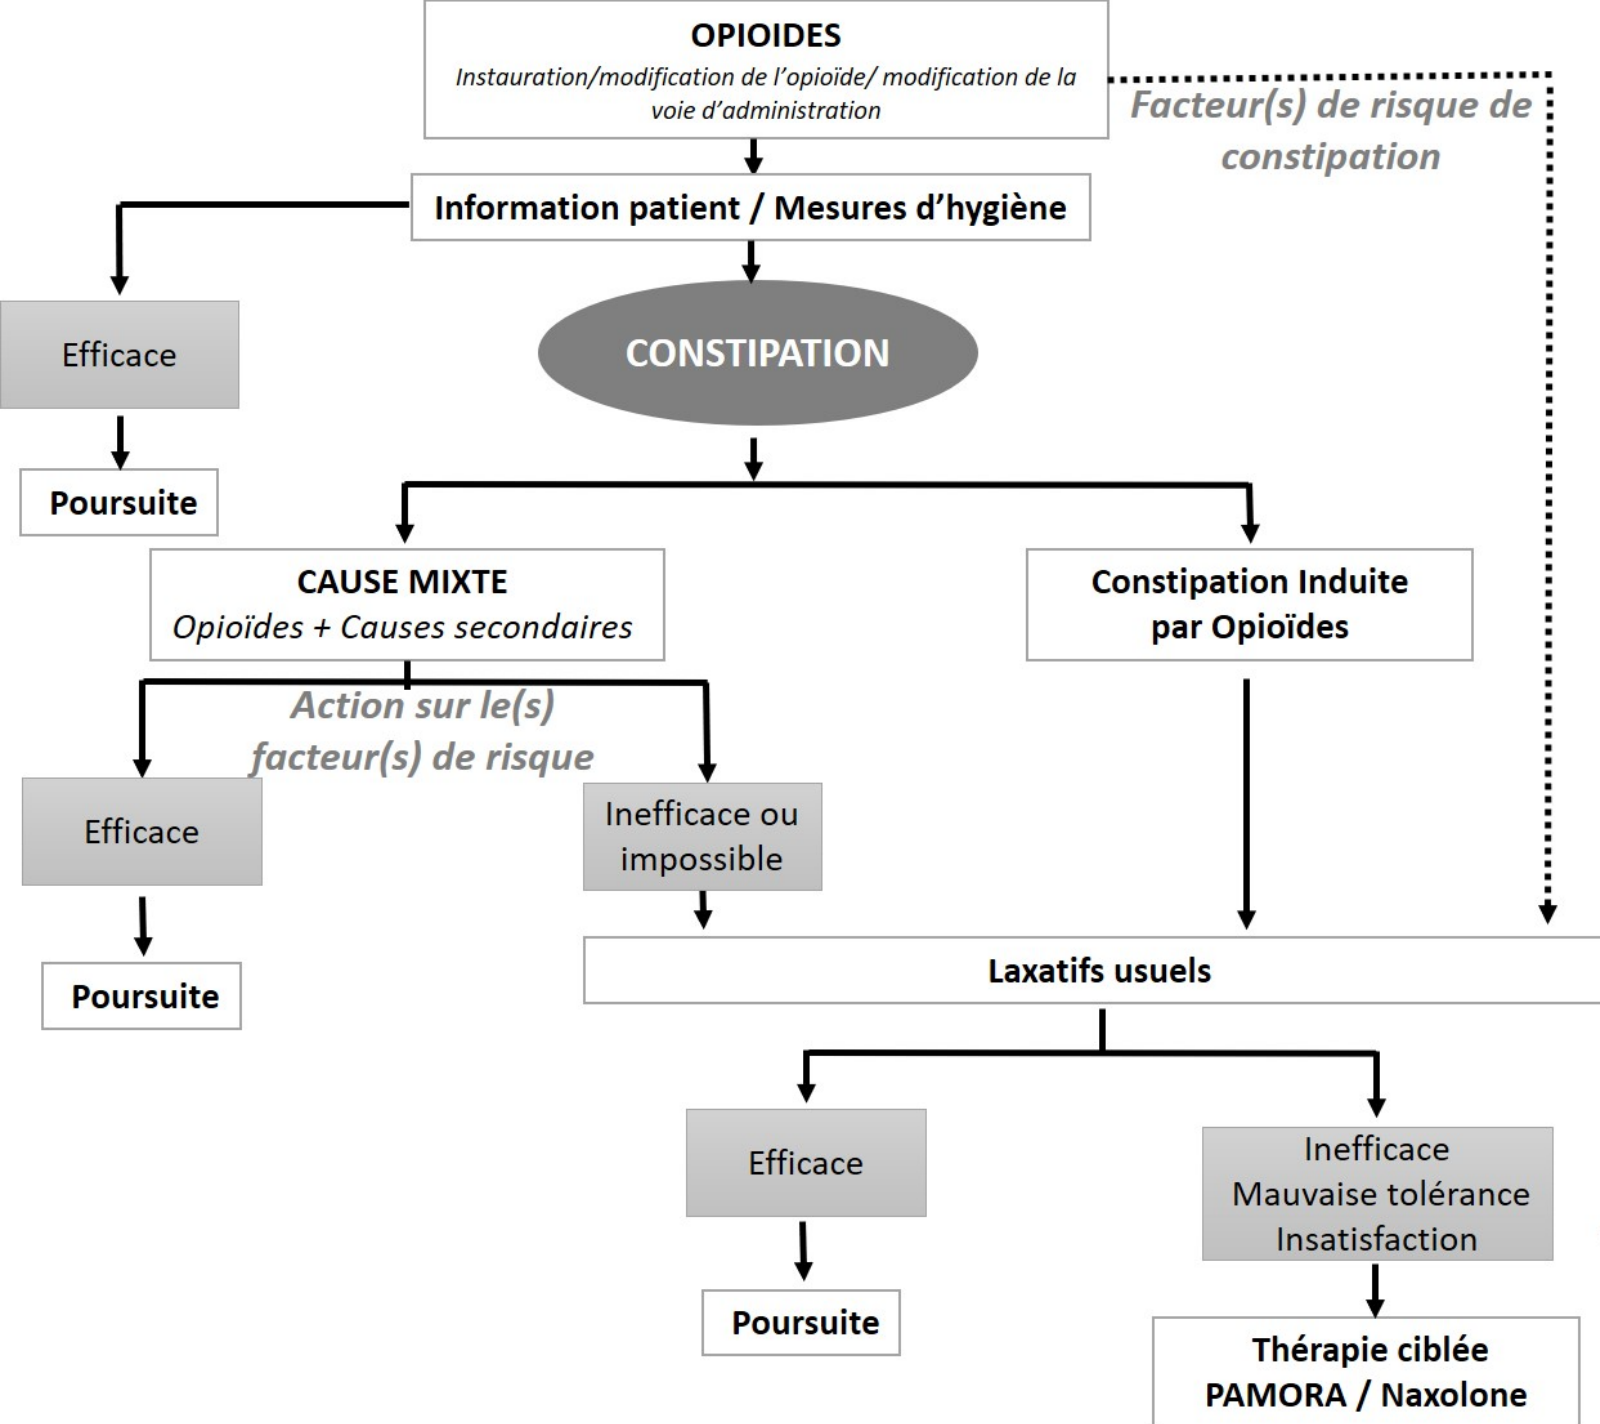 OPIOIDES
Instauration/modification de l'opioïde/ modification de la
voie d'administration
Facteur(s) de risque de
constipation
Information patient / Mesures d'hygiène
Efficace
CONSTIPATION
Poursuite
CAUSE MIXTE
Opioïdes + Causes secondaires
Constipation Induite
par Opioïdes
Action sur le(s)
facteur(s) de risque
Efficace
Inefficace ou
impossible
Poursuite
Laxatifs usuels
Efficace
Inefficace
Mauvaise tolérance
Insatisfaction
Poursuite
Thérapie ciblée
PAMORA / Naxolone